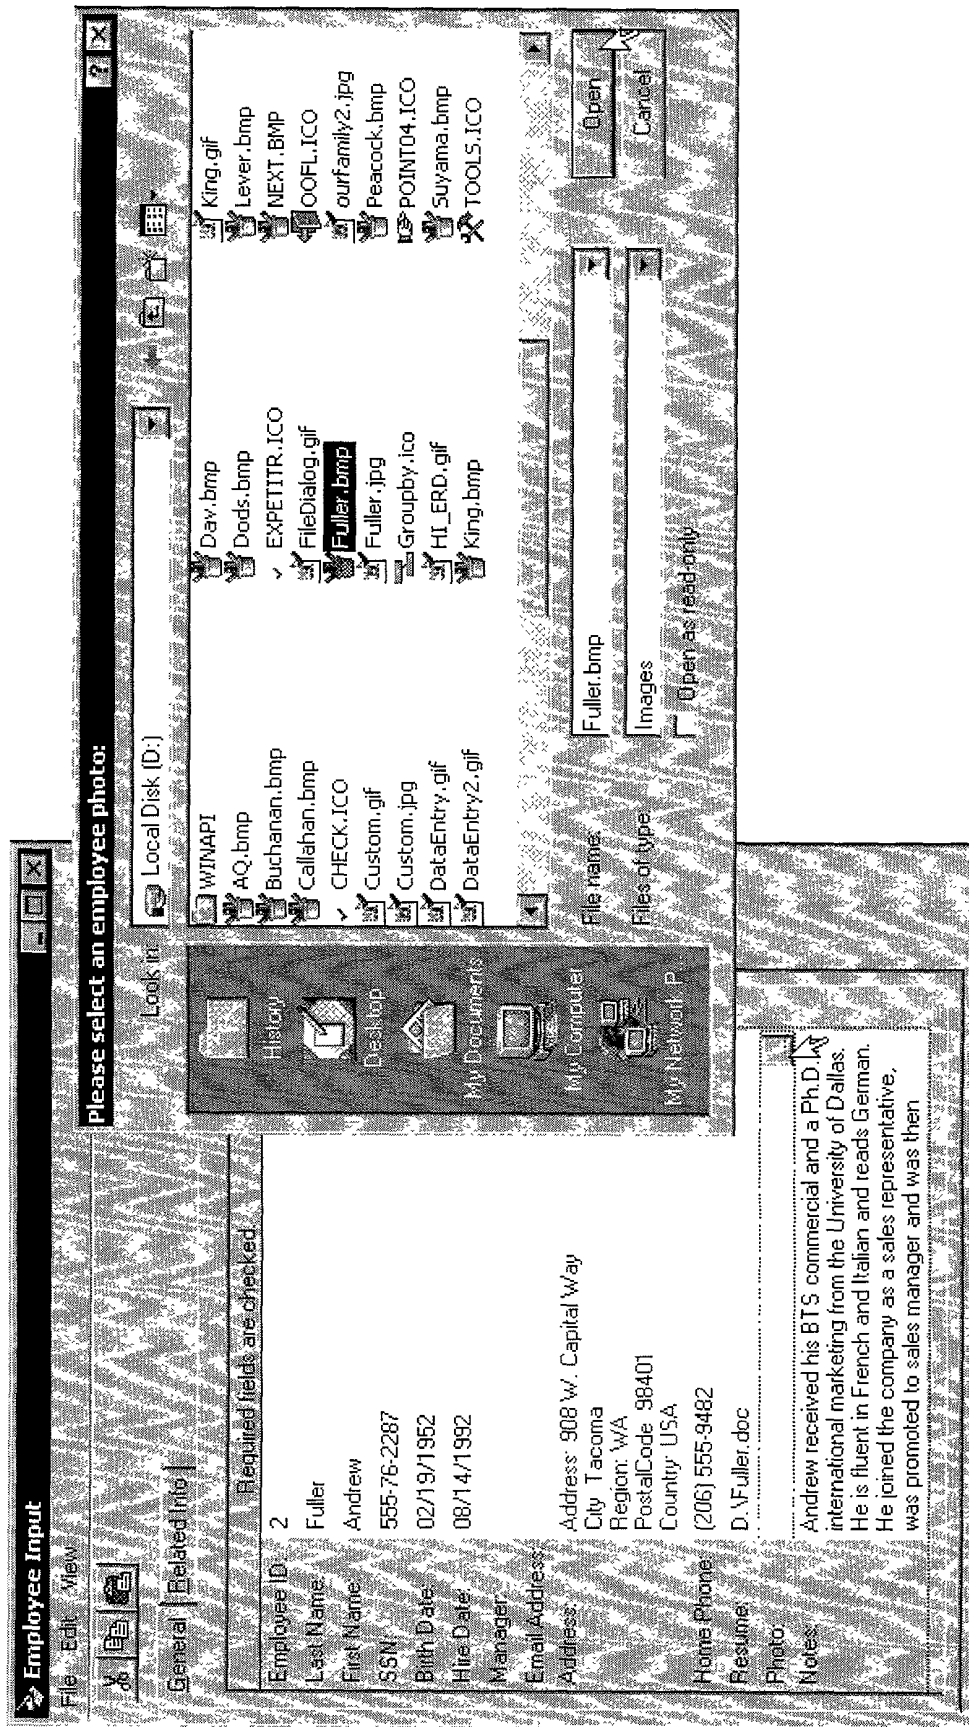 Employee Input
File Edit View
General Related Info
Required fields are checked.
Employee ID: 2
Last Name: Fuller
First Name: Andrew
SSN: 555-76-2287
Birth Date: 02/19/1952
Hire Date: 08/14/1992
Manager:
Email Address:
Address: Address: 908 W. Capital Way
City: Tacoma
Region: WA
PostalCode: 98401
Country: USA
Home Phone: (206) 555-9482
Resume: D:\Fuller.doc
Photo:
Notes: Andrew received his BTS commercial and a Ph.D. in
international marketing from the University of Dallas.
He is fluent in French and Italian and reads German.
He joined the company as a sales representative,
was promoted to sales manager and was then
Please select an employee photo:
Look in: Local Disk (D:)
History
Desktop
My Documents
My Computer
My Network P...
WINAPI
AQ.bmp
Buchanan.bmp
Callahan.bmp
CHECK.ICO
Custom.gif
Custom.jpg
DataEntry.gif
DataEntry2.gif
Dav.bmp
Dods.bmp
EXPETITR.ICO
FileDialog.gif
Fuller.bmp
Fuller.jpg
Groupby.ico
HI_ERD.gif
King.bmp
King.gif
Lever.bmp
NEXT.BMP
OOFL.ICO
ourfamily2.jpg
Peacock.bmp
POINT04.ICO
Suyama.bmp
TOOLS.ICO
File name: Fuller.bmp
Open
Files of type: Images
Cancel
Open as read-only